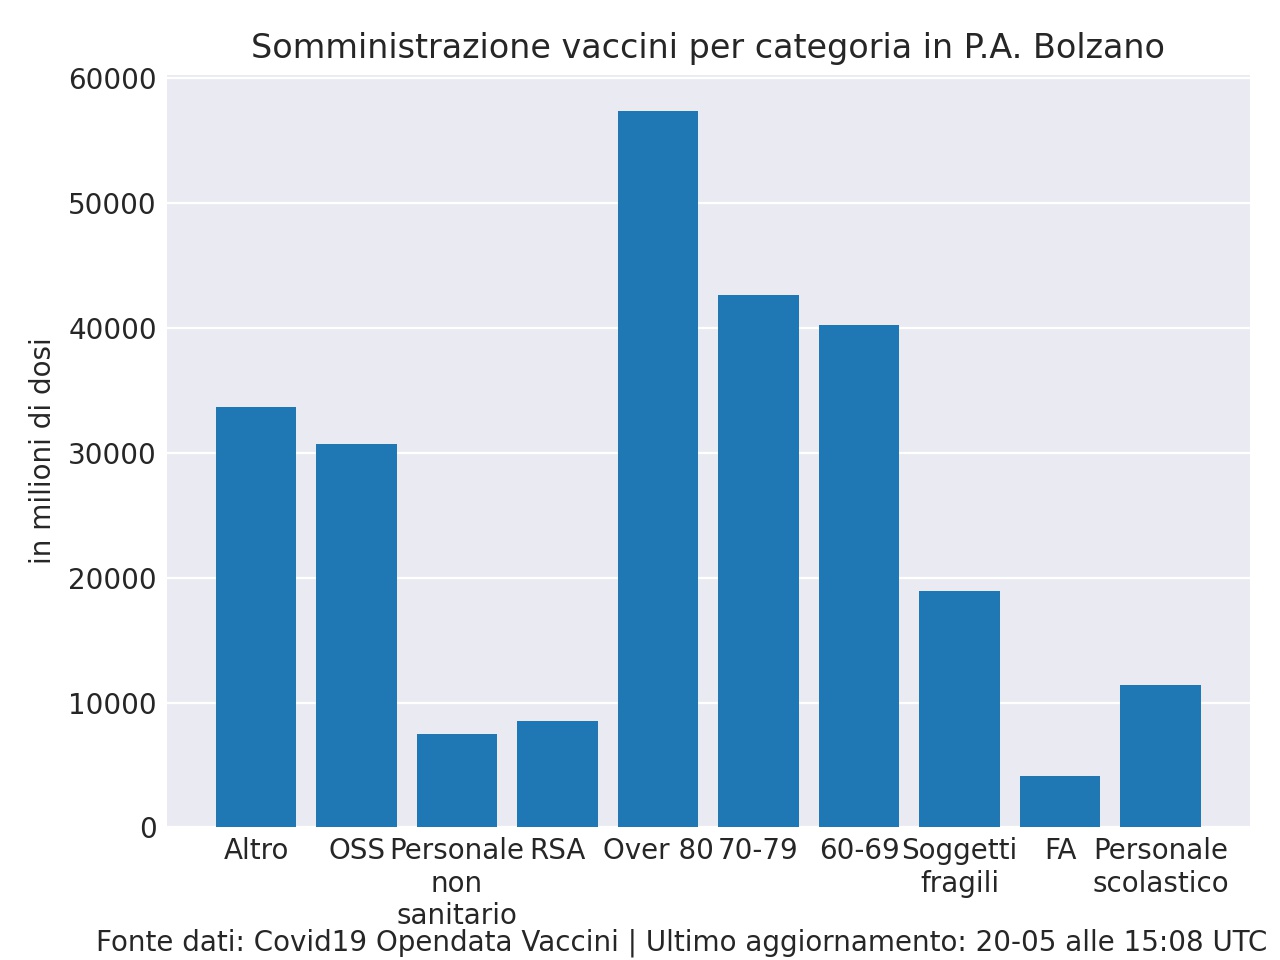 Somministrazione vaccini per categoria in P.A. Bolzano
60000
50000
40000
30000
20000
10000
0
in milioni di dosi
Altro OSS Personale RSA Over 80 70-79 60-69 Soggetti FA Personale
non fragili scolastico
sanitario
Fonte dati: Covid19 Opendata Vaccini | Ultimo aggiornamento: 20-05 alle 15:08 UTC